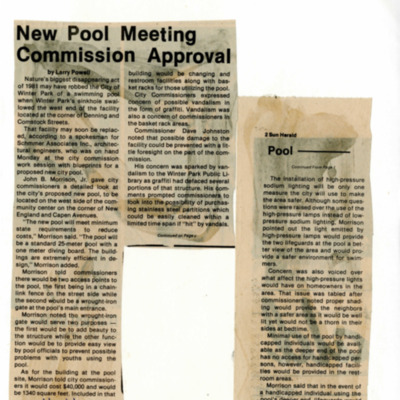 New Pool Meeting
Commission Approval
by Larry Powell
Nature's biggest disappearing act
of 1981 may have robbed the City of
Winter Park of a swimming pool
when Winter Park's sinkhole swal-
lowed the west end of the facility
located at the corner of Denning and
Comstock Streets.
That facility may soon be replac-
ed, according to a spokesman for
Schemmer Associates Inc., archi-
tectural engineers, who was on hand
Monday at the city commission
work session with blueprints for a
proposed new city pool.
John B. Morrison, Jr. gave city
commissioners a detailed look at
the city's proposed new pool, to be
located on the west side of the com-
munity center on the corner of New
England and Capen Avenues.
"The new pool will meet minimum
state requirements to reduce
costs," Morrison said. "The pool will
be a standard 25-meter pool with a
one meter diving board. The build-
ings are extremely efficient in de-
sign," Morrison added.
Morrison told commissioners
there would be two access points to
the pool, the first being in a chain-
link fence on the street side while
the second would be a wrought-iron
gate at the pool's main entrance.
Morrison noted the wrought-iron
gate would serve two purposes —
the first would be to add beauty to
the structure while the other func-
tion would be to provide easy view
by pool officials to prevent possible
problems with youths using the
pool.
As for the building at the pool
site, Morrison told city commission-
ers it would cost $40,000 and would
be 1340 square feet. Included in that
building would be changing and
restroom facilities along with bas-
ket racks for those utilizing the pool.
City Commissioners expressed
concern of possible vandalism in
the form of graffiti. Vandalism was
also a concern of commissioners in
the basket rack areas.
Commissioner Dave Johnston
noted that possible damage to the
facility could be prevented with a lit-
tle foresight on the part of the com-
mission.
His concern was sparked by van-
dalism to the Winter Park Public Li-
brary as graffiti had defaced several
portions of that structure. His com-
ments prompted commissioners to
look into the possibility of purchas-
ing stainless steel partitions which
could be easily cleaned within a
limited time span if "hit" by vandals.
Continued on Page
2 Sun Herald
Pool
Continued From Page 1
The installation of high-pressure
sodium lighting will be only one
measure the city will use to make
the area safer. Although some ques-
tions were raised over the use of the
high-pressure lamps instead of low-
pressure sodium lighting, Morrison
pointed out the light emitted by
high-pressure lamps would provide
the two lifeguards at the pool a bet-
ter view of the area and would pro-
vide a safer environment for swim-
mers.
Concern was also voiced over
what affect the high-pressure lights
would have on homeowners in the
area. That issue was tabled after
commissioners noted proper shad-
ing would provide the neighbors
with a safer area as it would be well
lit yet would not be a thorn in their
sides at bedtime.
Minimal use of the pool by hand-
icapped individuals would be avail-
able as the deeper end of the pool
has no access for handicapped per-
sons, however, handicapped facili-
ties would be provided in the rest-
room areas.
Morrison said that in the event of
a handicapped individual using the